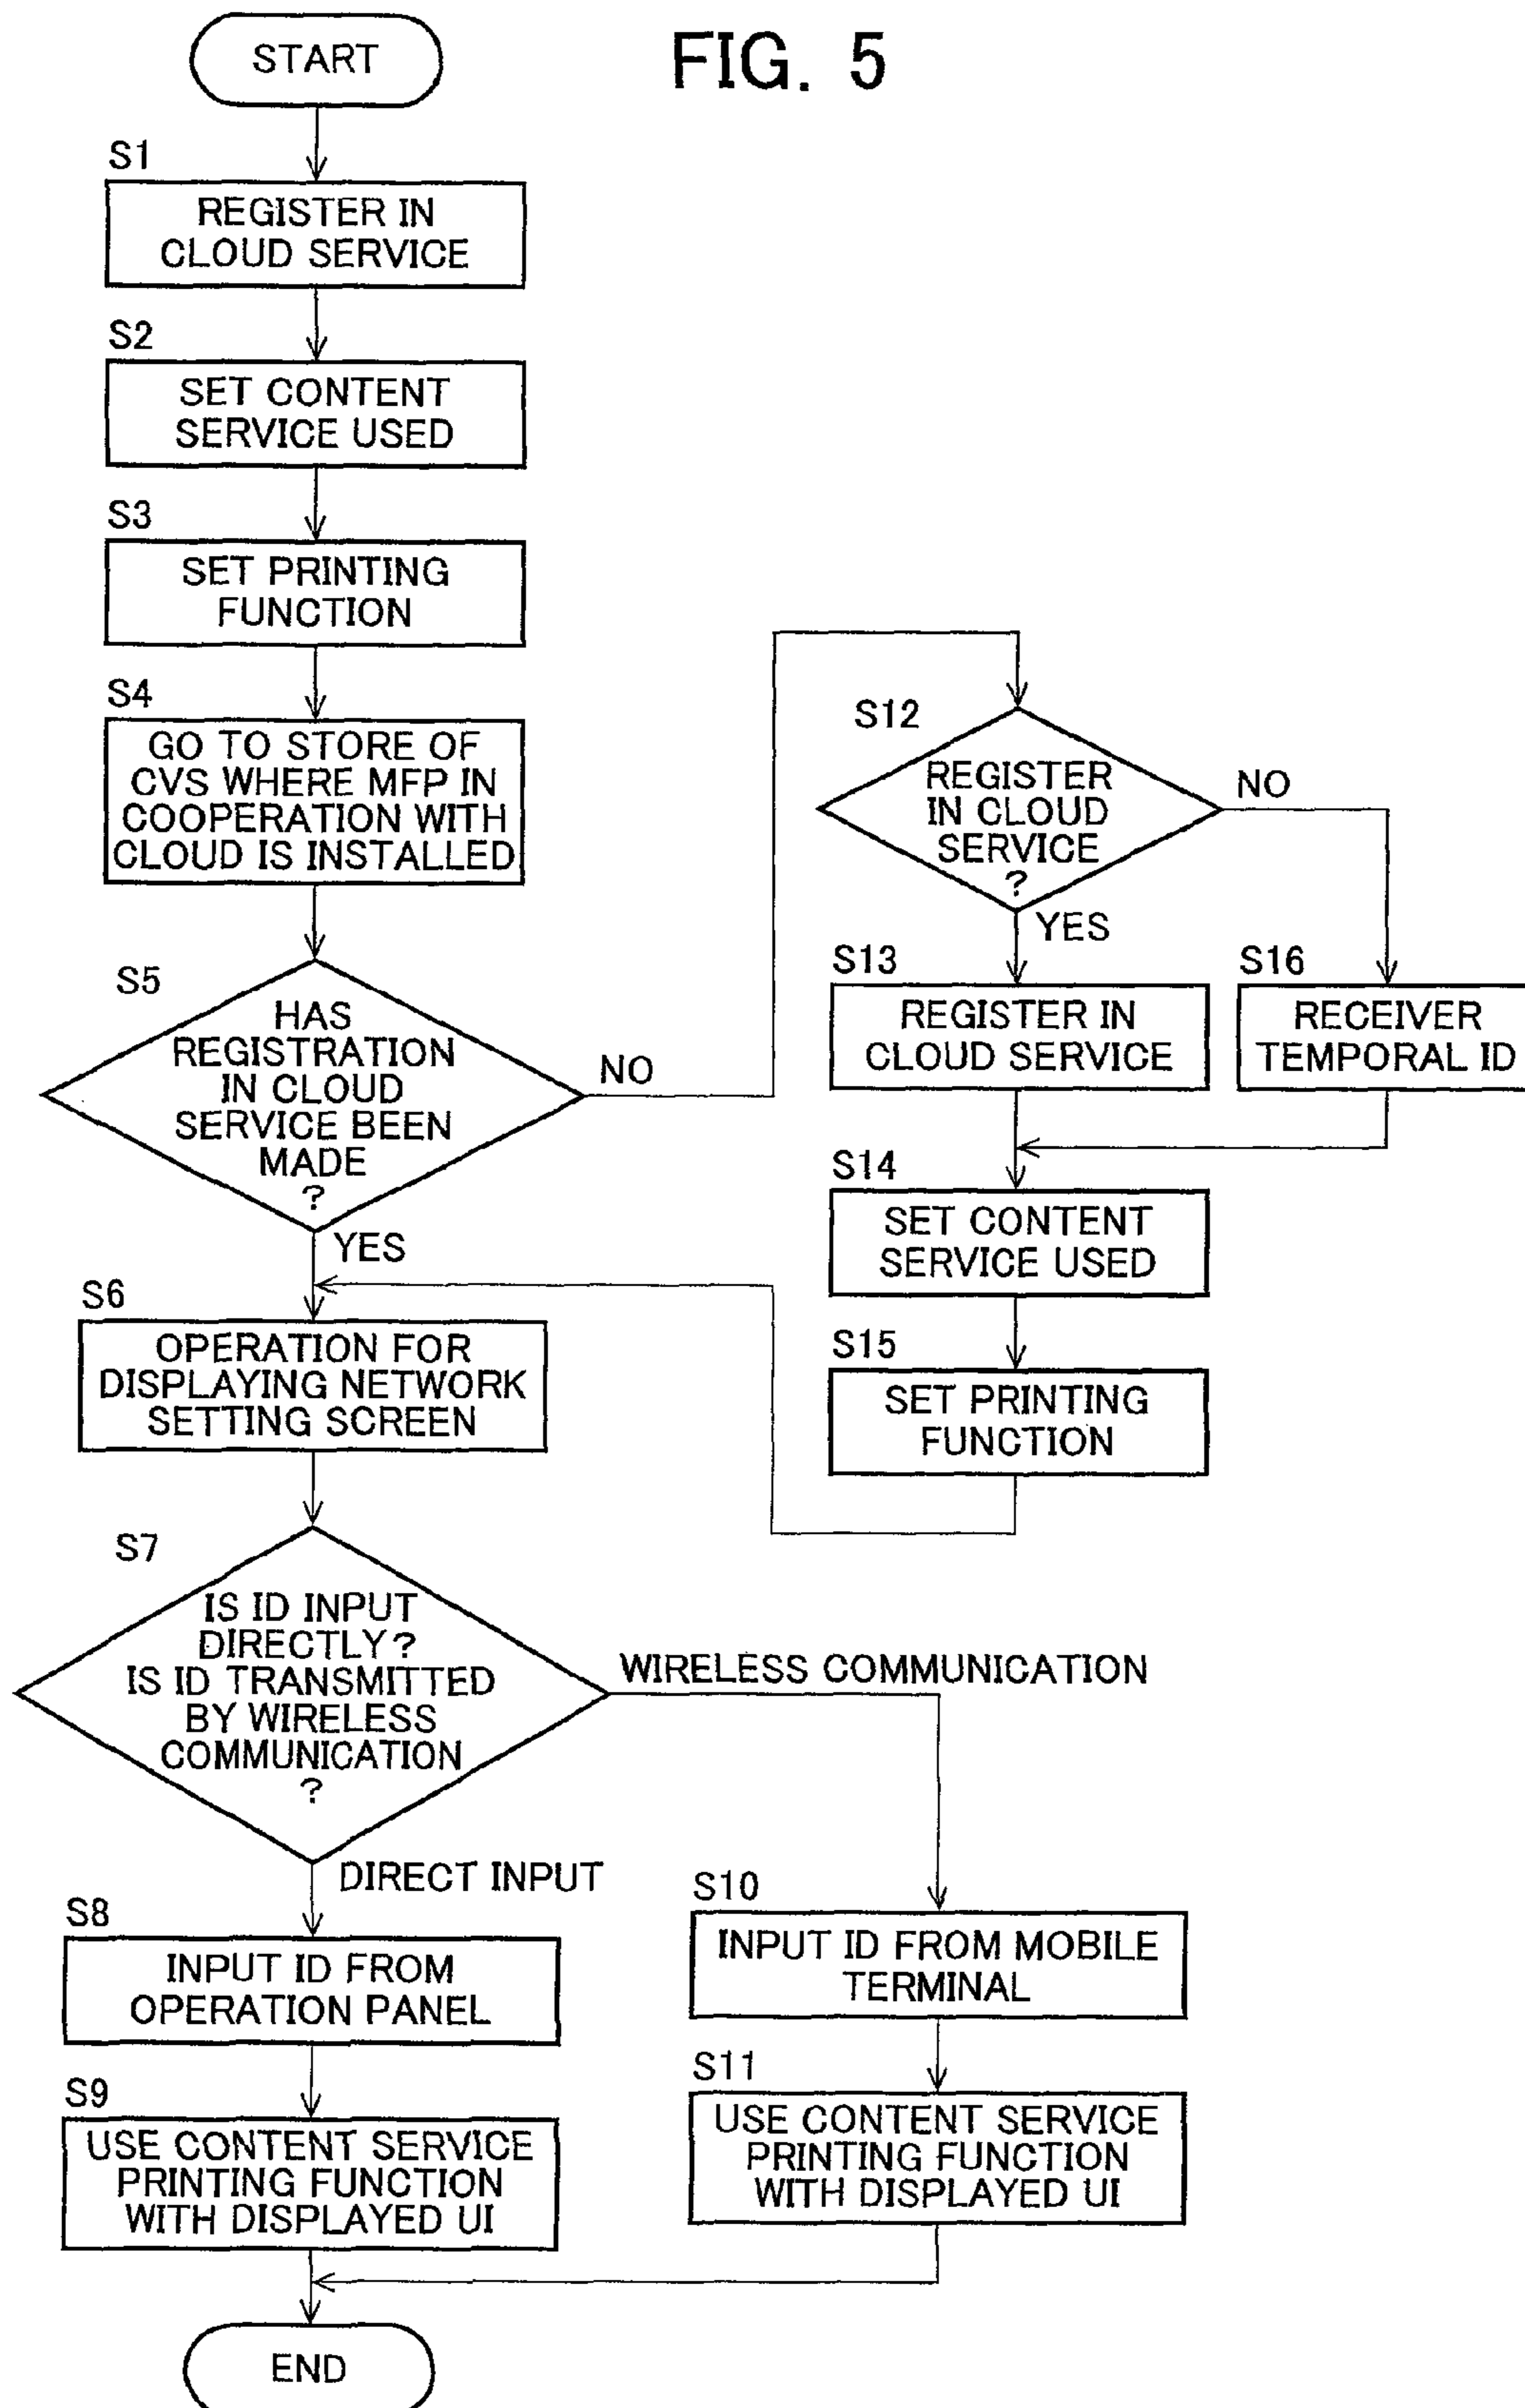 FIG. 5
START
S1
REGISTER IN
CLOUD SERVICE
S2
SET CONTENT
SERVICE USED
S3
SET PRINTING
FUNCTION
S4
GO TO STORE OF
CVS WHERE MFP IN
COOPERATION WITH
CLOUD IS INSTALLED
S5
HAS
REGISTRATION
IN CLOUD
SERVICE BEEN
MADE
?
NO
YES
S6
OPERATION FOR
DISPLAYING NETWORK
SETTING SCREEN
S7
IS ID INPUT
DIRECTLY?
IS ID TRANSMITTED
BY WIRELESS
COMMUNICATION
?
WIRELESS COMMUNICATION
DIRECT INPUT
S8
INPUT ID FROM
OPERATION PANEL
S9
USE CONTENT SERVICE
PRINTING FUNCTION
WITH DISPLAYED UI
S10
INPUT ID FROM MOBILE
TERMINAL
S11
USE CONTENT SERVICE
PRINTING FUNCTION
WITH DISPLAYED UI
S12
REGISTER
IN CLOUD
SERVICE
?
NO
YES
S13
REGISTER IN
CLOUD SERVICE
S16
RECEIVER
TEMPORAL ID
S14
SET CONTENT
SERVICE USED
S15
SET PRINTING
FUNCTION
END